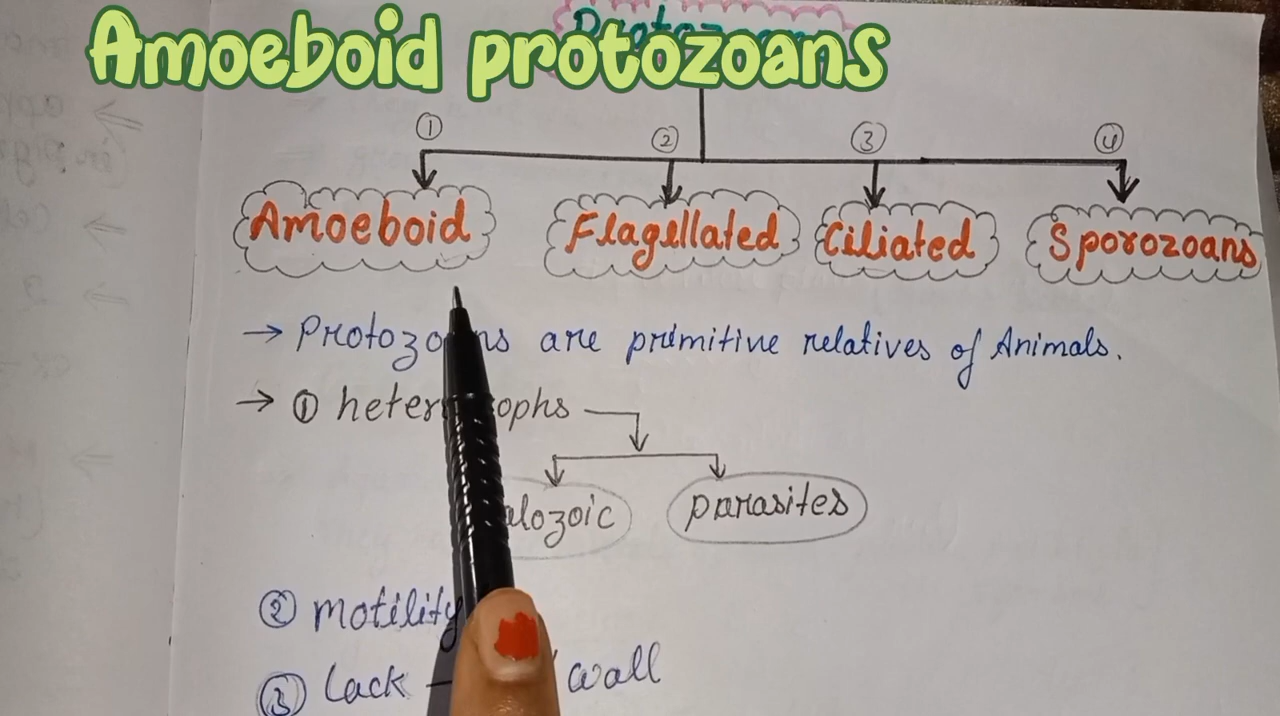 Amoeboid protozoans
① ② ③ ④
Amoeboid Flagellated Ciliated Sporozoans
→ Protozo ns are primitive relatives of Animals.
→ ① heter ophs
alozoic parasites
② motility
③ Lack wall